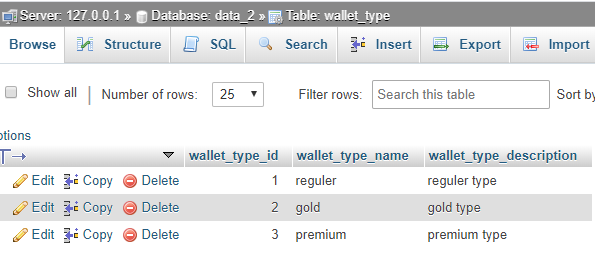 Server: 127.0.0.1 » Database: data_2 » Table: wallet_type
Browse Structure SQL Search Insert Export Import
Show all Number of rows: 25 Filter rows: Search this table Sort by
ptions
wallet_type_id wallet_type_name wallet_type_description
Edit Copy Delete 1 reguler reguler type
Edit Copy Delete 2 gold gold type
Edit Copy Delete 3 premium premium type